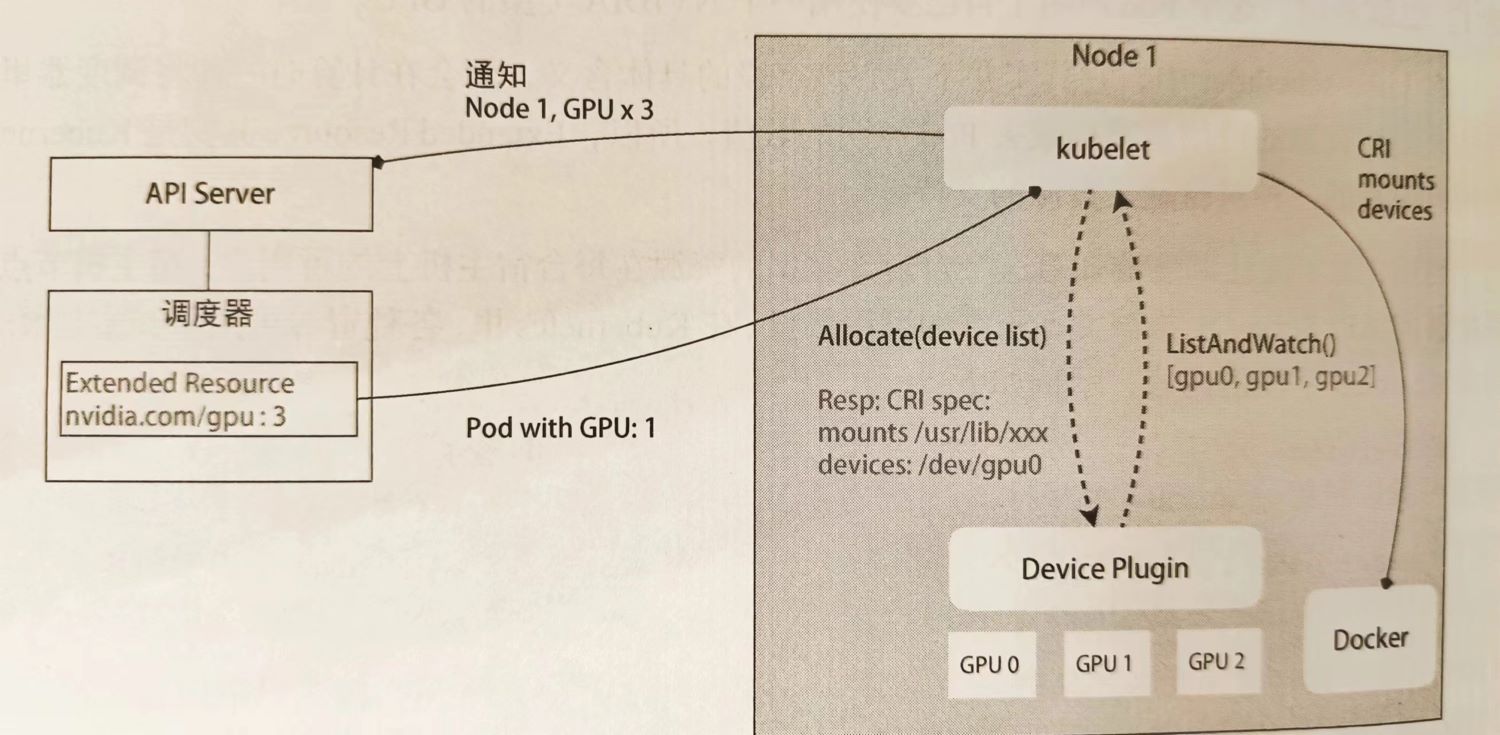 通知
Node 1, GPU x 3
API Server
调度器
Extended Resource
nvidia.com/gpu : 3
Pod with GPU: 1
Node 1
kubelet
CRI
mounts
devices
Allocate(device list)
Resp: CRI spec:
mounts /usr/lib/xxx
devices: /dev/gpu0
ListAndWatch()
[gpu0, gpu1, gpu2]
Device Plugin
GPU 0
GPU 1
GPU 2
Docker